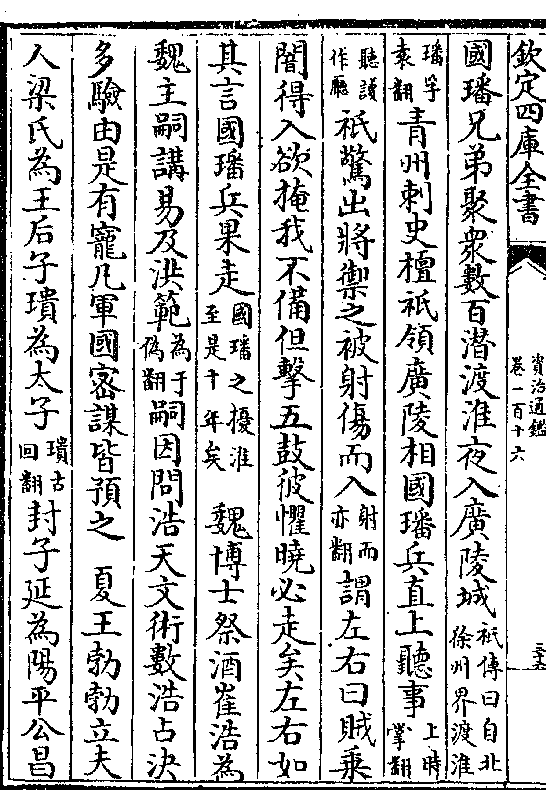 欽定四庫全書
資治通鑑
卷一百十六
國璠兄弟聚衆數百潜渡淮夜入廣陵城祗傳曰自北徐州界渡淮
璠孚袁翻青州刺史檀祗領廣陵相國璠兵直上聽事上時掌翻
聽讀作廳祇驚出將禦之被射傷而入射而亦翻謂左右曰賊乘
闇得入欲掩我不備但擊五鼓彼懼曉必走矣左右如
其言國璠兵果走國璠之擾淮至是十年矣 魏博士祭酒崔浩為
魏主嗣講易及洪範為于偽翻嗣因問浩天文術數浩占決
多驗由是有寵凡軍國密謀皆預之 夏王勃勃立夫
人梁氏為王后子璝為太子璝古回翻封子延為陽平公昌